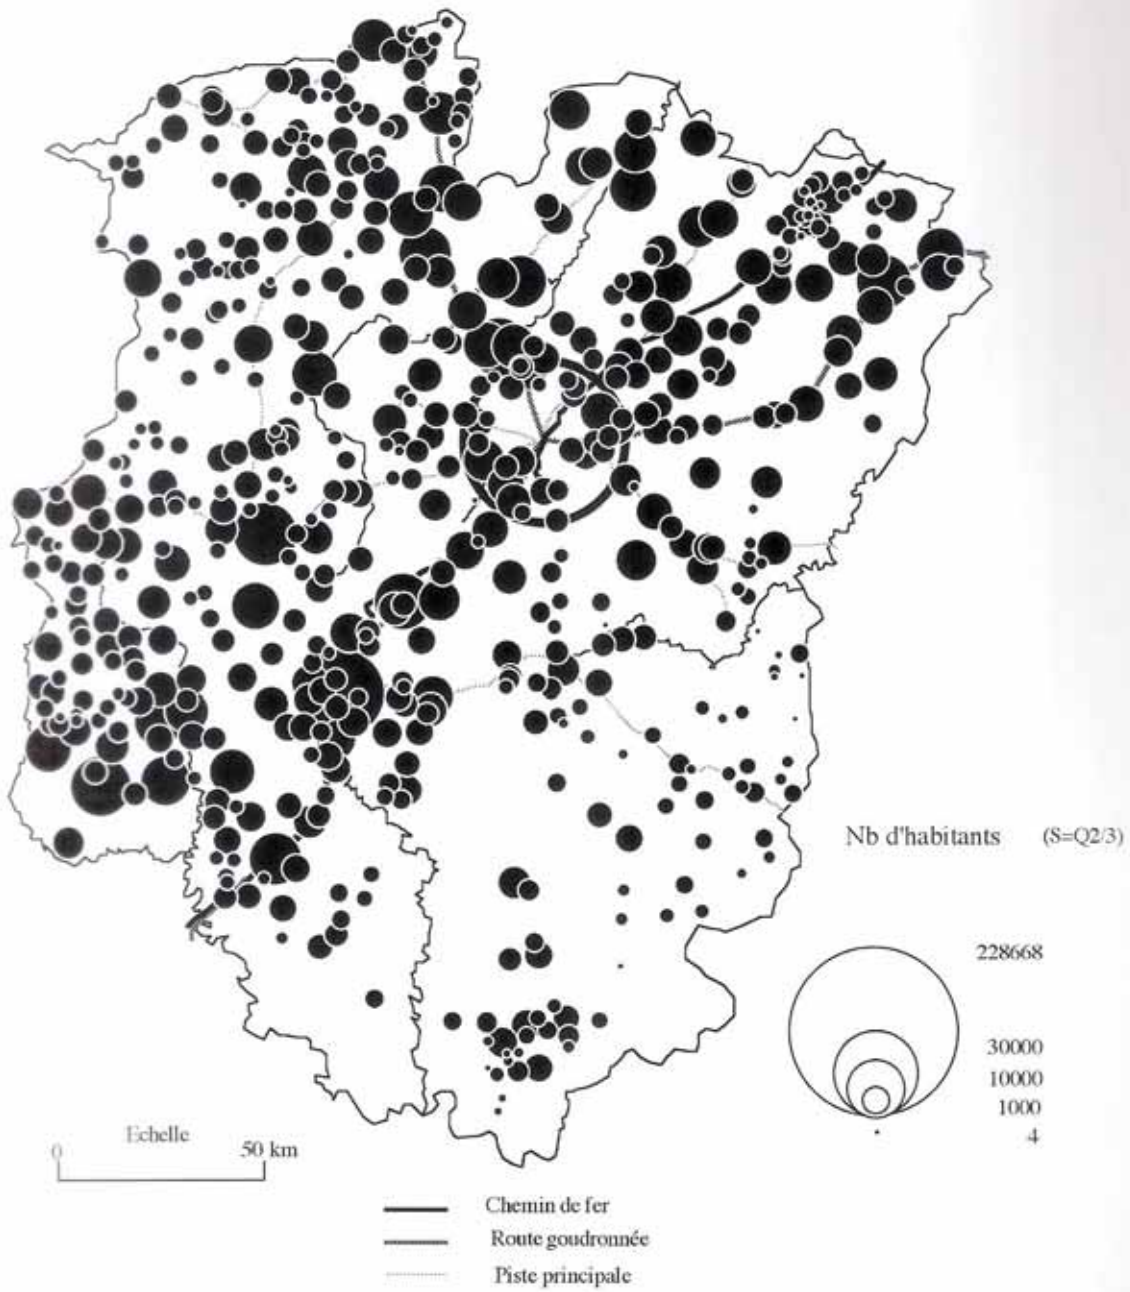 Nb d'habitants (S=Q2/3)
228668
30000
10000
1000
4
Echelle
0 50 km
Chemin de fer
Route goudronnée
Piste principale